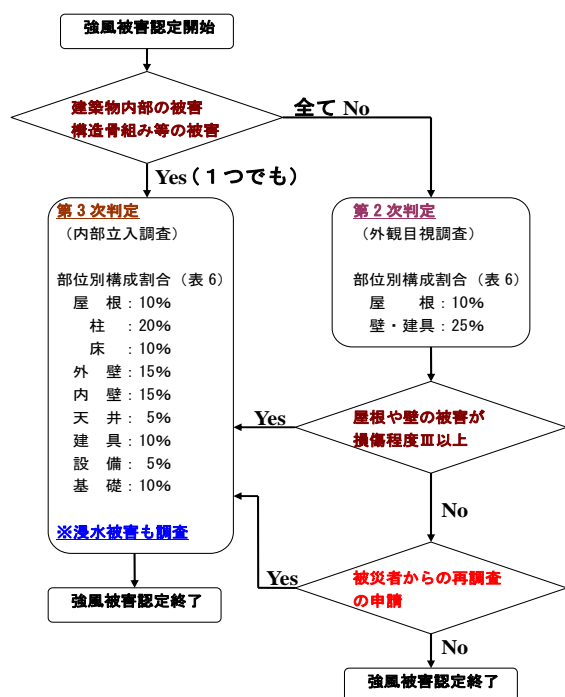 強風被害認定開始
建築物内部の被害
構造骨組み等の被害
全て No
Yes(１つでも)
第３次判定
（内部立入調査）
部位別構成割合（表６）
屋　根：10%
柱　：20%
床　：10%
外　壁：15%
内　壁：15%
天　井： 5%
建　具：10%
設　備： 5%
基　礎：10%
※浸水被害も調査
強風被害認定終了
第２次判定
（外観目視調査）
部位別構成割合（表６）
屋　　根：10%
壁・建具：25%
屋根や壁の被害が
損傷程度Ⅲ以上
Yes
No
被災者からの再調査
の申請
Yes
No
強風被害認定終了